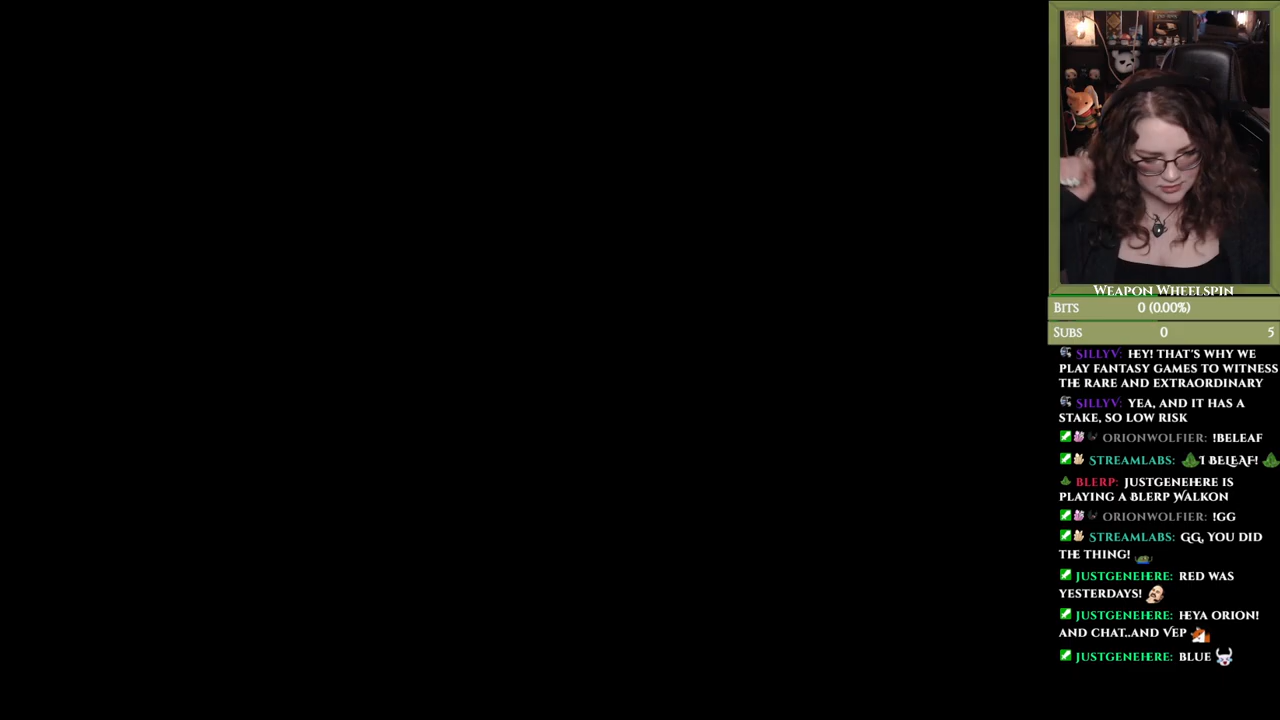 Weapon Wheelspin
Bits 0 (0.00%)
Subs 0 5
SillyV: Hey! That's why we
play fantasy games to witness
the rare and extraordinary
SillyV: Yea, and it has a
stake, so low risk
OrionWolfier: !beleaf
Streamlabs: I Beleaf!
Blerp: justgenehere is
playing a Blerp Walkon
OrionWolfier: !gg
Streamlabs: GG, you did
the thing!
justgenehere: red was
yesterdays!
justgenehere: heya Orion!
and chat..and Vep
justgenehere: Blue